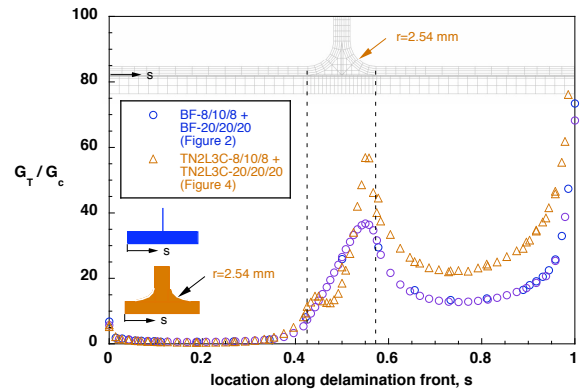 100
80
60
40
20
0
G_T / G_c
r=2.54 mm
s
BF-8/10/8 +
BF-20/20/20
(Figure 2)
TN2L3C-8/10/8 +
TN2L3C-20/20/20
(Figure 4)
s
r=2.54 mm
s
0 0.2 0.4 0.6 0.8 1
location along delamination front, s